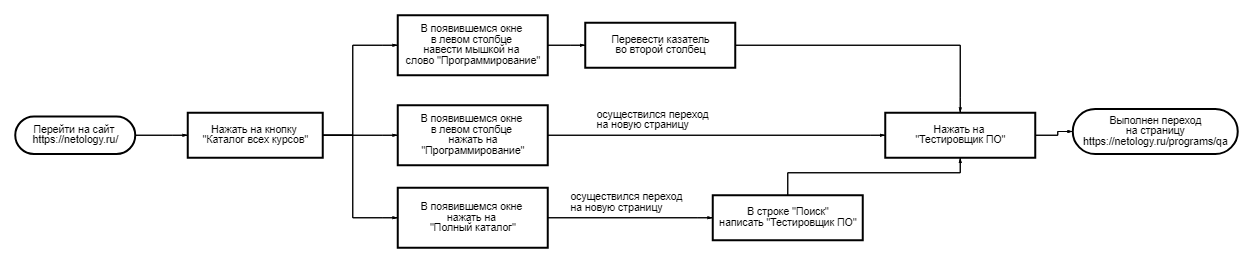 Перейти на сайт
https://netology.ru/
Нажать на кнопку
"Каталог всех курсов"
В появившемся окне
в левом столбце
навести мышкой на
слово "Программирование"
Перевести казатель
во второй столбец
В появившемся окне
в левом столбце
нажать на
"Программирование"
осуществился переход
на новую страницу
В появившемся окне
нажать на
"Полный каталог"
осуществился переход
на новую страницу
В строке "Поиск"
написать "Тестировщик ПО"
Нажать на
"Тестировщик ПО"
Выполнен переход
на страницу
https://netology.ru/programs/qa